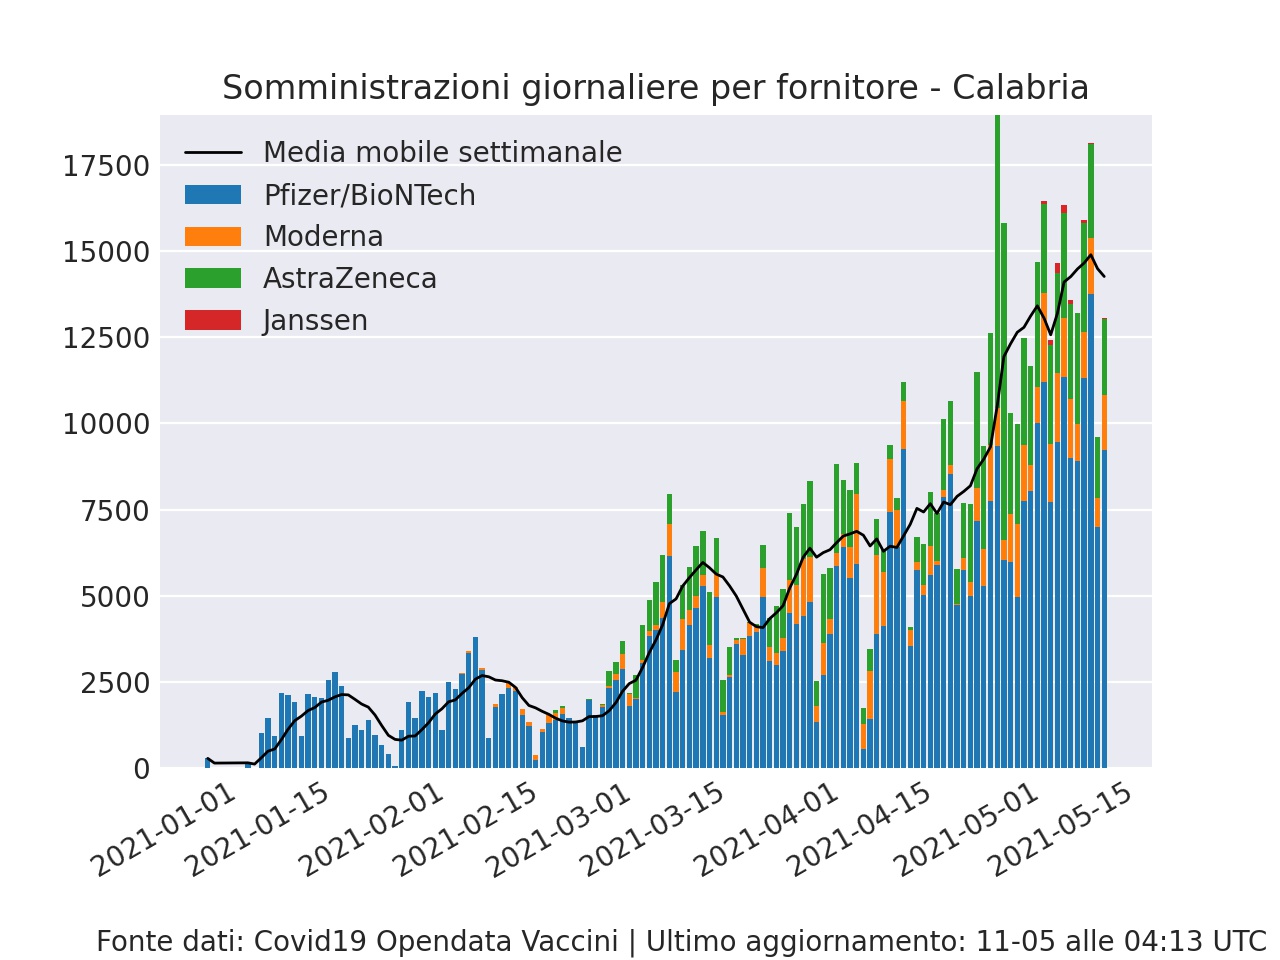 Somministrazioni giornaliere per fornitore - Calabria
Media mobile settimanale
Pfizer/BioNTech
Moderna
AstraZeneca
Janssen
17500
15000
12500
10000
7500
5000
2500
0
2021-01-01
2021-01-15
2021-02-01
2021-02-15
2021-03-01
2021-03-15
2021-04-01
2021-04-15
2021-05-01
2021-05-15
Fonte dati: Covid19 Opendata Vaccini | Ultimo aggiornamento: 11-05 alle 04:13 UTC